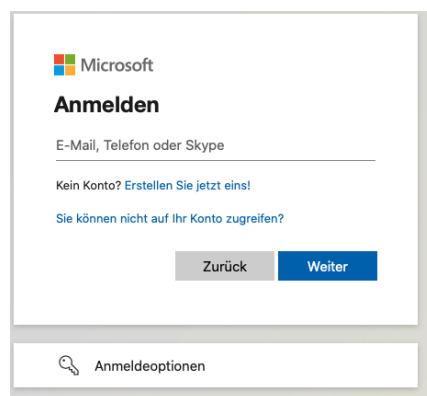 Microsoft
Anmelden
E-Mail, Telefon oder Skype
Kein Konto? Erstellen Sie jetzt eins!
Sie können nicht auf Ihr Konto zugreifen?
Zurück Weiter
Anmeldeoptionen